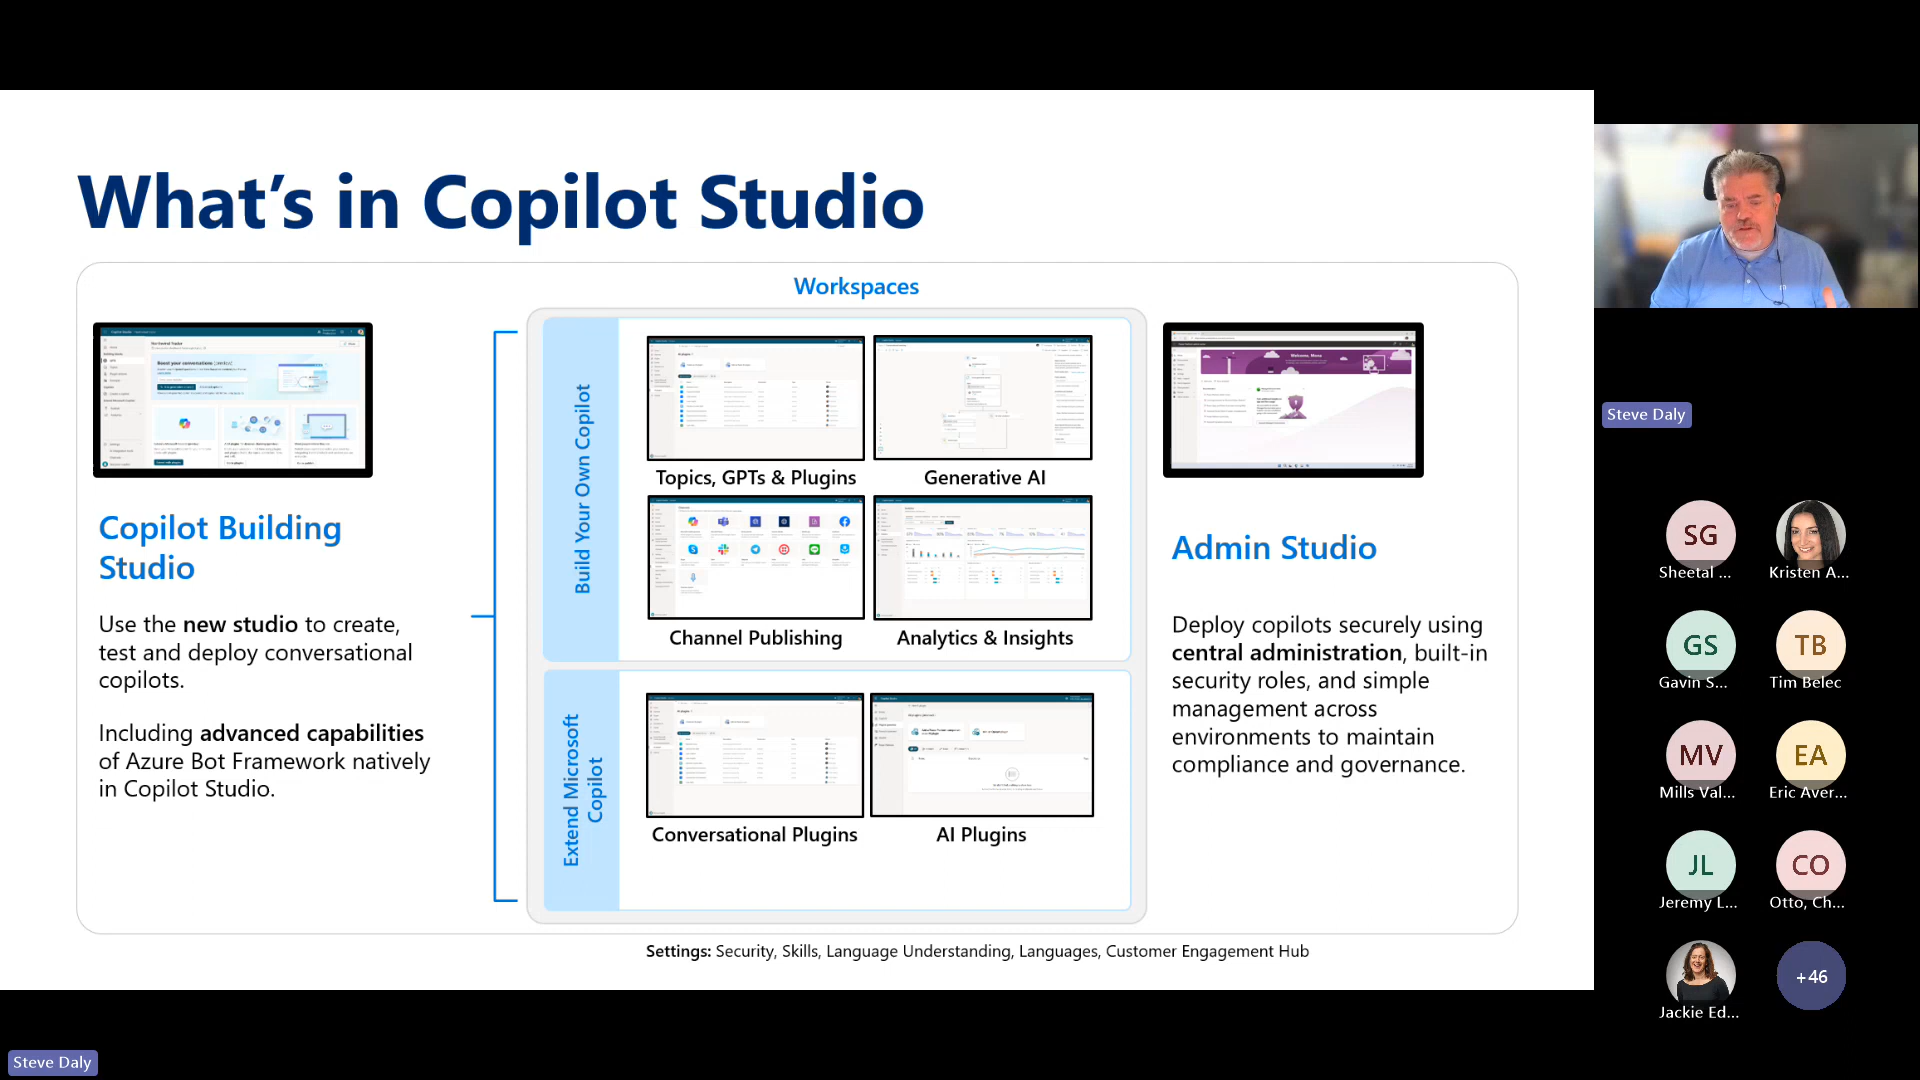 What's in Copilot Studio
Workspaces
Copilot Building
Studio
Use the new studio to create,
test and deploy conversational
copilots.
Including advanced capabilities
of Azure Bot Framework natively
in Copilot Studio.
Build Your Own Copilot
Topics, GPTs & Plugins
Generative AI
Channel Publishing
Analytics & Insights
Extend Microsoft
Copilot
Conversational Plugins
AI Plugins
Welcome, Mona
Admin Studio
Deploy copilots securely using
central administration, built-in
security roles, and simple
management across
environments to maintain
compliance and governance.
Settings: Security, Skills, Language Understanding, Languages, Customer Engagement Hub
Steve Daly
SG
Sheetal ...
Kristen A...
GS
Gavin S...
TB
Tim Belec
MV
Mills Val...
EA
Eric Aver...
JL
Jeremy L...
CO
Otto, Ch...
Jackie Ed...
+46
Steve Daly